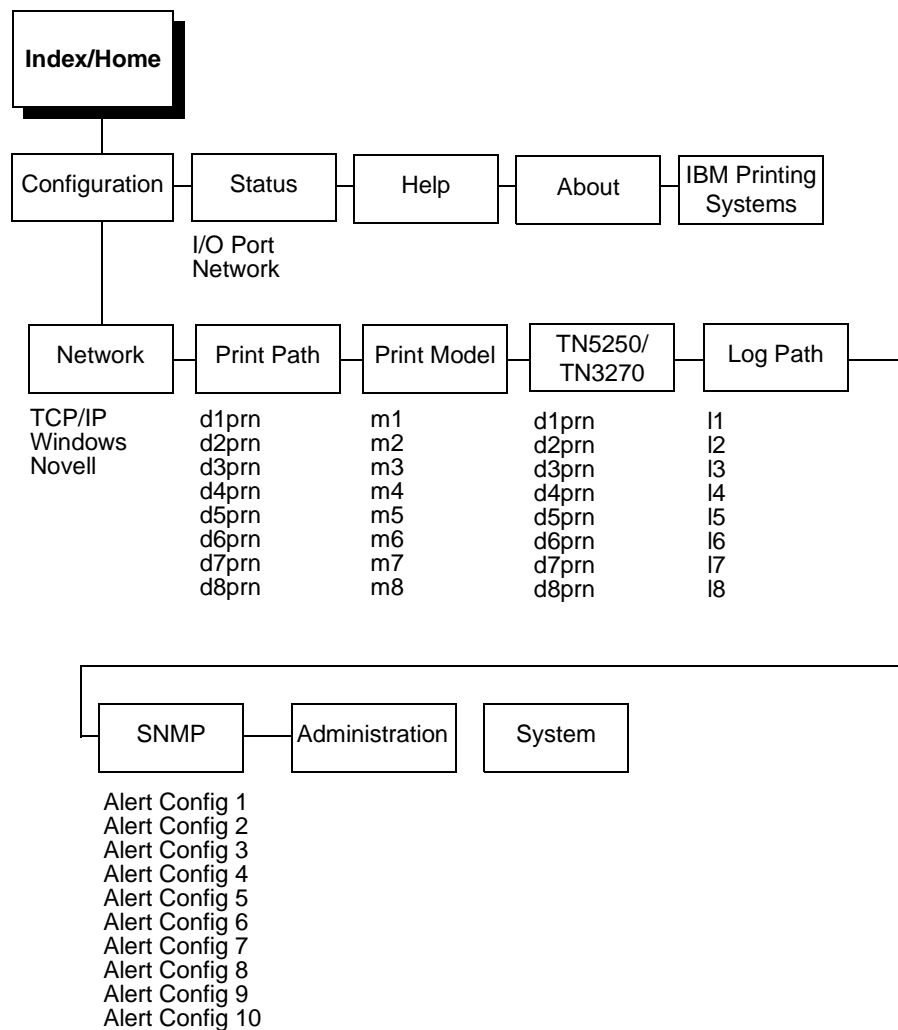 Index/Home
Configuration
Status
Help
About
IBM Printing
Systems
I/O Port
Network
Network
Print Path
Print Model
TN5250/
TN3270
Log Path
TCP/IP
Windows
Novell
d1prn
d2prn
d3prn
d4prn
d5prn
d6prn
d7prn
d8prn
m1
m2
m3
m4
m5
m6
m7
m8
d1prn
d2prn
d3prn
d4prn
d5prn
d6prn
d7prn
d8prn
l1
l2
l3
l4
l5
l6
l7
l8
SNMP
Administration
System
Alert Config 1
Alert Config 2
Alert Config 3
Alert Config 4
Alert Config 5
Alert Config 6
Alert Config 7
Alert Config 8
Alert Config 9
Alert Config 10